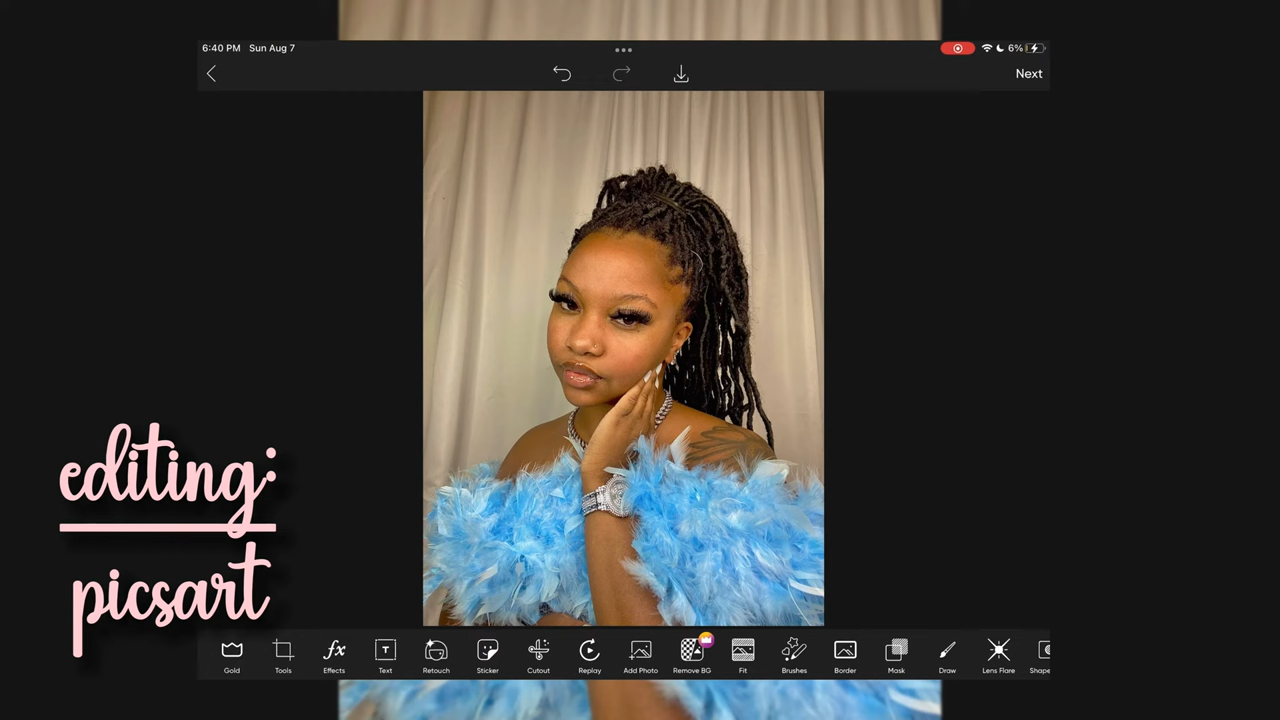 6:40 PM Sun Aug 7
6%
Next
editing:
picsart
Gold Tools Effects Text Retouch Sticker Cutout Replay Add Photo Remove BG Fit Brushes Border Mask Draw Lens Flare Shape